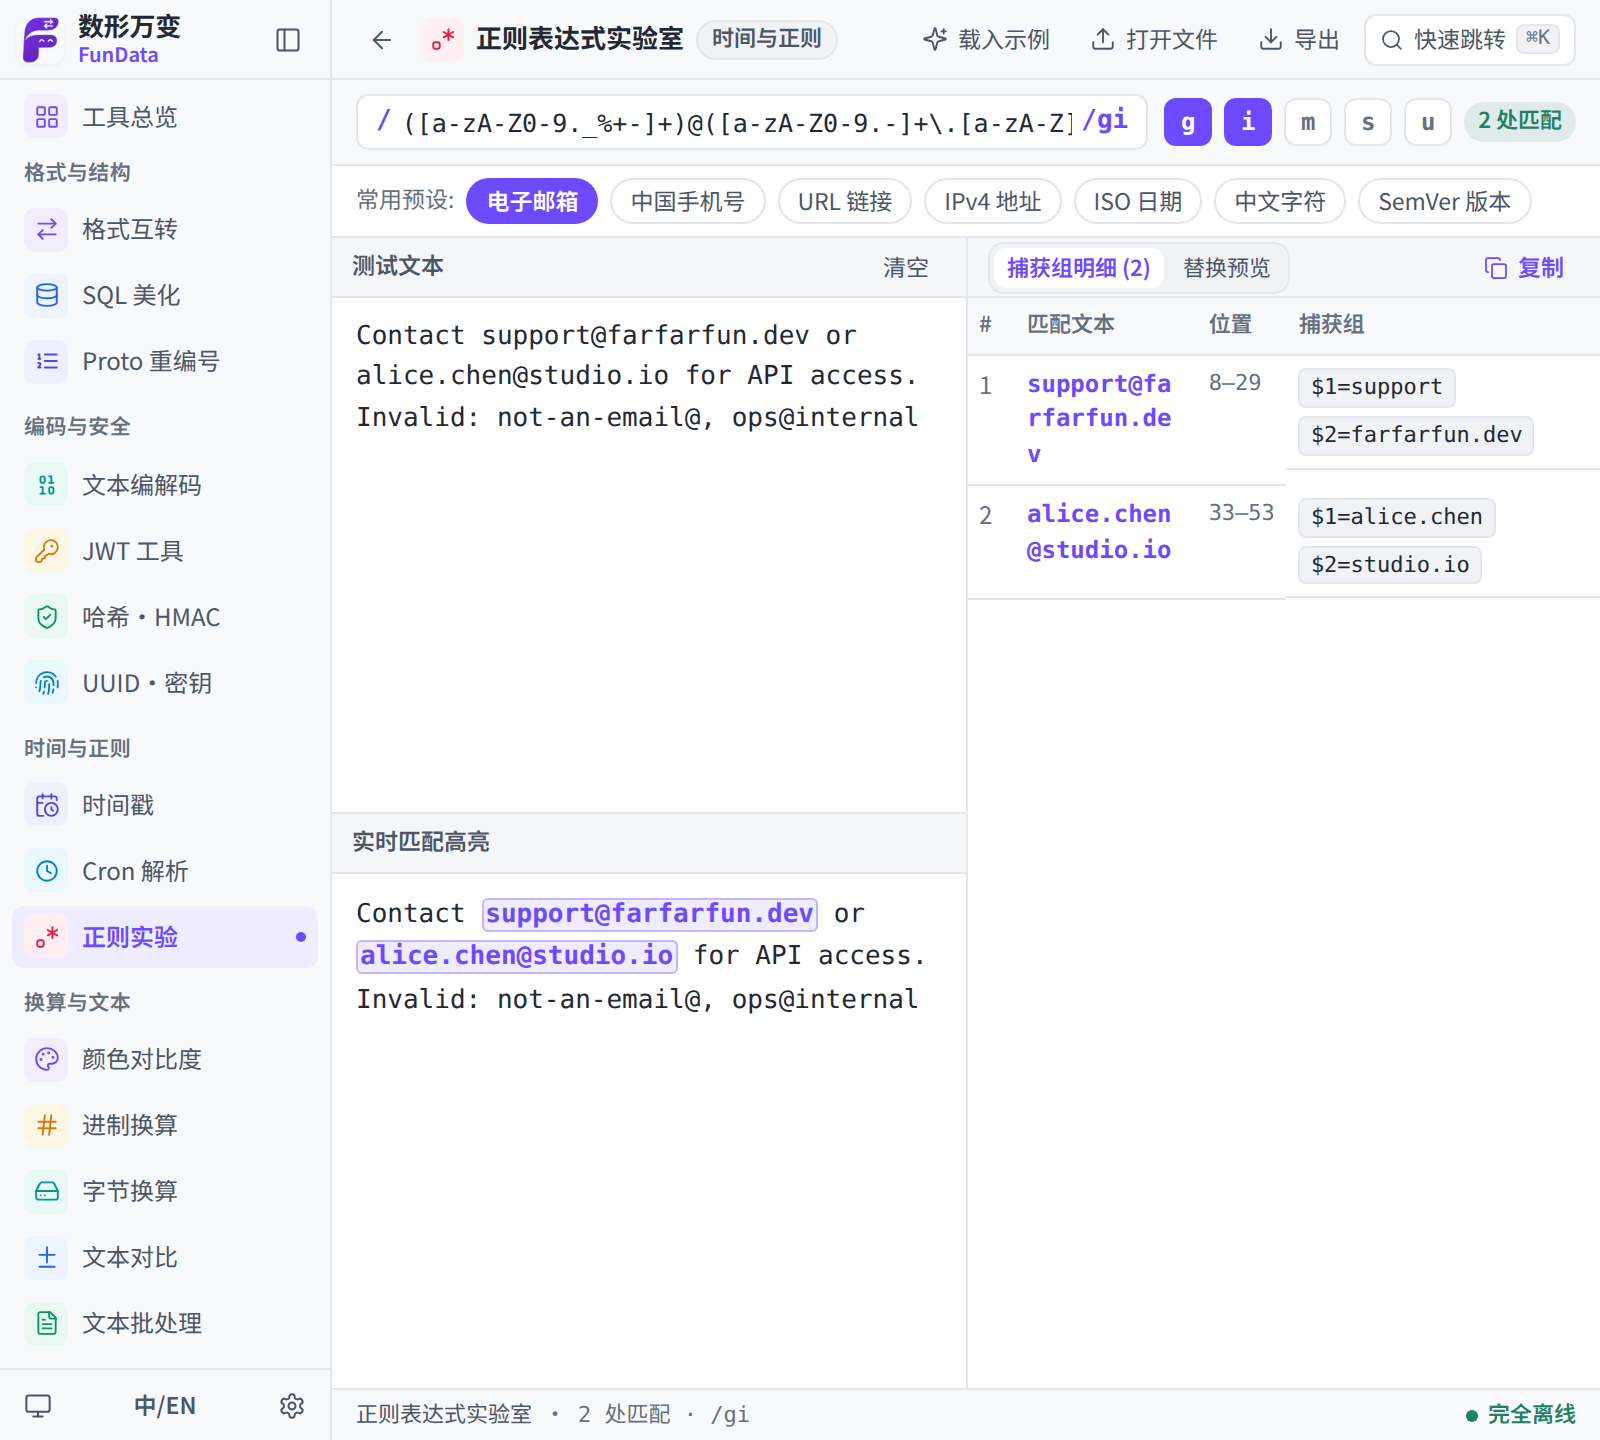 数形万变
FunData
工具总览
格式与结构
格式互转
SQL 美化
Proto 重编号
编码与安全
文本编解码
JWT 工具
哈希・HMAC
UUID・密钥
时间与正则
时间戳
Cron 解析
正则实验
换算与文本
颜色对比度
进制换算
字节换算
文本对比
文本批处理
中/EN
正则表达式实验室 时间与正则 载入示例 打开文件 导出 快速跳转 ⌘K
/ ([a-zA-Z0-9._%+-]+)@([a-zA-Z0-9.-]+\.[a-zA-Z] /gi g i m s u 2 处匹配
常用预设: 电子邮箱 中国手机号 URL 链接 IPv4 地址 ISO 日期 中文字符 SemVer 版本
测试文本 清空
Contact support@farfarfun.dev or
alice.chen@studio.io for API access.
Invalid: not-an-email@, ops@internal
实时匹配高亮
Contact support@farfarfun.dev or
alice.chen@studio.io for API access.
Invalid: not-an-email@, ops@internal
捕获组明细 (2) 替换预览 复制
# 匹配文本 位置 捕获组
1 support@fa 8–29 $1=support
rfarfun.de $2=farfarfun.dev
v
2 alice.chen 33–53 $1=alice.chen
@studio.io $2=studio.io
正则表达式实验室 • 2 处匹配 · /gi 完全离线